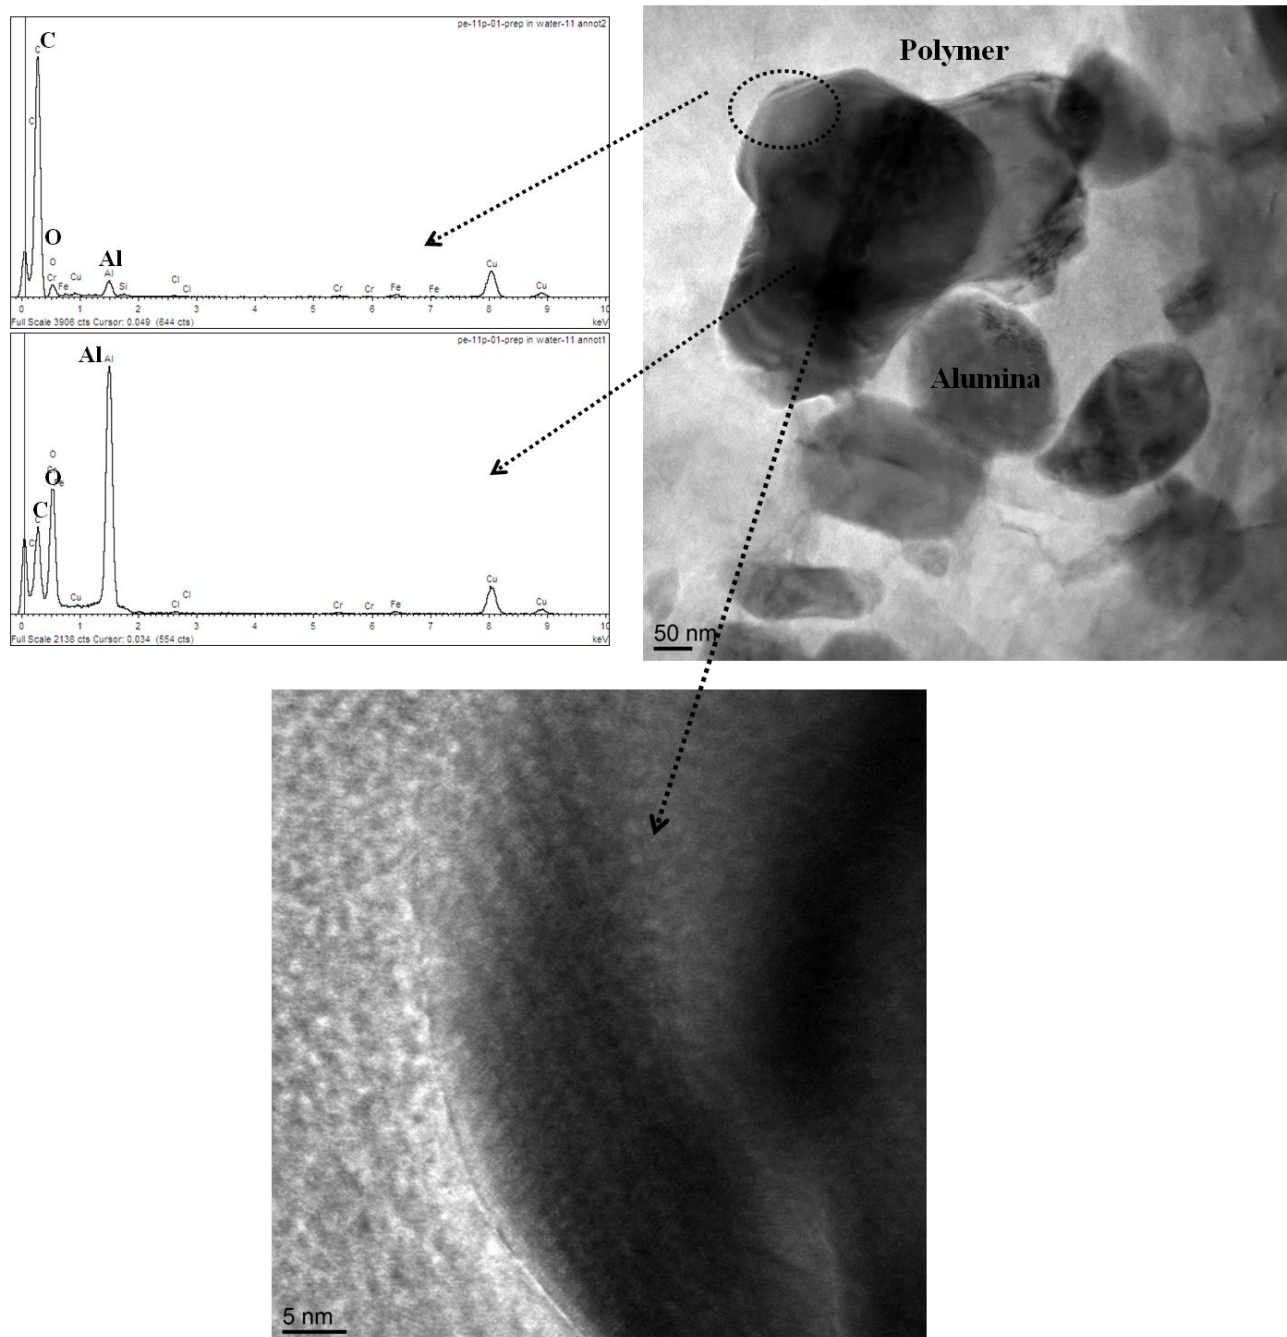 pe-11p-01-prep in water-11 annot2
C
C
C
O
O
Cr
Fe
Cu
Al
Al
Si
Cl
Cl
Cr
Cr
Fe
Fe
Cu
Cu
0 1 2 3 4 5 6 7 8 9 10
Full Scale 3906 cts Cursor: 0.049 (644 cts)
keV
pe-11p-01-prep in water-11 annot1
Al
Al
O
O
C
C
C
Cu
Cl
Cl
Cr
Cr
Fe
Cu
Cu
0 1 2 3 4 5 6 7 8 9 10
Full Scale 2138 cts Cursor: 0.034 (554 cts)
keV
Polymer
Alumina
50 nm
5 nm